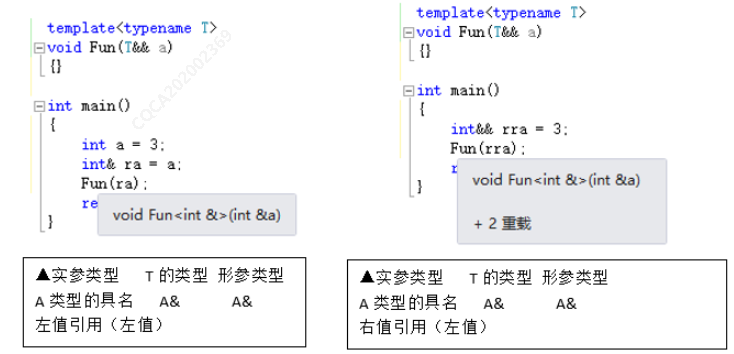 template<typename T>
void Fun(T&& a)
{}
int main()
{
int a = 3;
int& ra = a;
Fun(ra);
re
void Fun<int &>(int &a)
}
▲实参类型 T 的类型 形参类型
A 类型的具名 A& A&
左值引用（左值）
CQCA202002369
template<typename T>
void Fun(T&& a)
{}
int main()
{
int&& rra = 3;
Fun(rra);
r
void Fun<int &>(int &a)
+ 2 重载
}
▲实参类型 T 的类型 形参类型
A 类型的具名 A& A&
右值引用（左值）